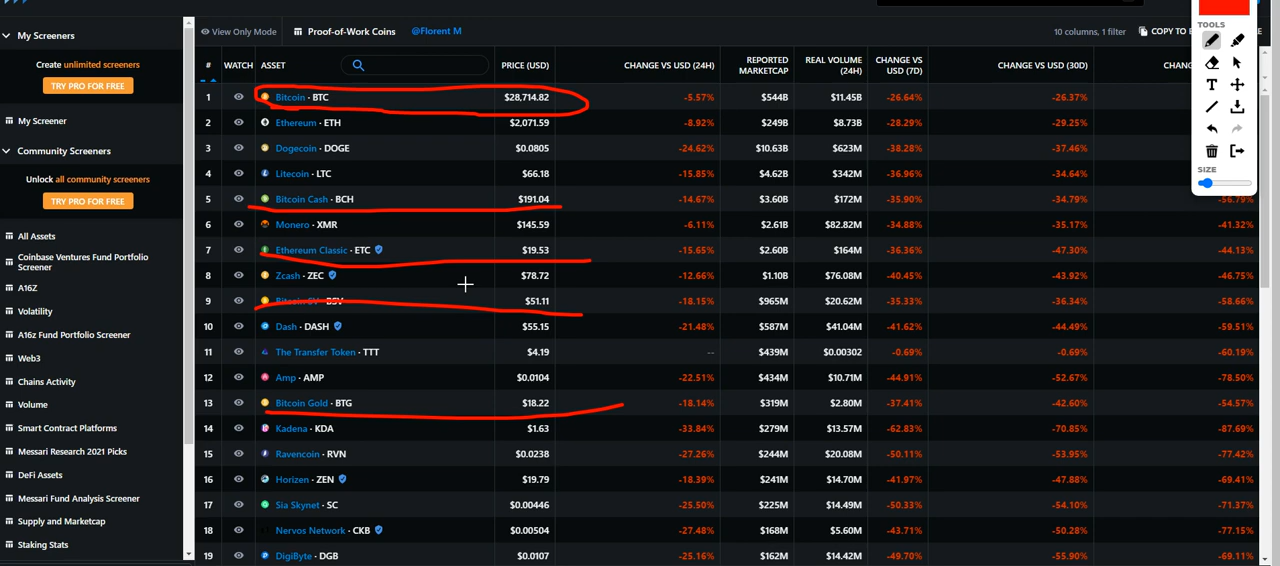 My Screeners
Create unlimited screeners
TRY PRO FOR FREE
My Screener
Community Screeners
Unlock all community screeners
TRY PRO FOR FREE
All Assets
Coinbase Ventures Fund Portfolio
Screener
A16Z
Volatility
A16z Fund Portfolio Screener
Web3
Chains Activity
Volume
Smart Contract Platforms
Messari Research 2021 Picks
DeFi Assets
Messari Fund Analysis Screener
Supply and Marketcap
Staking Stats
View Only Mode Proof-of-Work Coins @Florent M 10 columns, 1 filter COPY TO
# WATCH ASSET PRICE (USD) CHANGE VS USD (24H) REPORTED MARKETCAP REAL VOLUME (24H) CHANGE VS USD (7D) CHANGE VS USD (30D)
1 Bitcoin · BTC $28,714.82 -5.57% $544B $11.45B -26.64% -26.37%
2 Ethereum · ETH $2,071.59 -8.92% $249B $8.73B -28.29% -29.25%
3 Dogecoin · DOGE $0.0805 -24.62% $10.63B $623M -38.28% -37.46%
4 Litecoin · LTC $66.18 -15.85% $4.62B $342M -36.96% -34.64%
5 Bitcoin Cash · BCH $191.04 -14.67% $3.60B $172M -35.90% -34.79% -56.79%
6 Monero · XMR $145.59 -6.11% $2.61B $82.82M -34.88% -35.17% -41.32%
7 Ethereum Classic · ETC $19.53 -15.65% $2.60B $164M -36.36% -47.30% -44.13%
8 Zcash · ZEC $78.72 -12.66% $1.10B $76.08M -40.45% -43.92% -46.75%
9 Bitcoin SV · BSV $51.11 -18.15% $965M $20.62M -35.33% -36.34% -58.66%
10 Dash · DASH $55.15 -21.48% $587M $41.04M -41.62% -44.49% -59.51%
11 The Transfer Token · TTT $4.19 -- $439M $0.00302 -0.69% -0.69% -60.19%
12 Amp · AMP $0.0104 -22.51% $434M $10.71M -44.91% -52.67% -78.50%
13 Bitcoin Gold · BTG $18.22 -18.14% $319M $2.80M -37.41% -42.60% -54.57%
14 Kadena · KDA $1.63 -33.84% $279M $13.57M -62.83% -70.85% -87.69%
15 Ravencoin · RVN $0.0238 -27.26% $244M $20.08M -50.11% -53.95% -77.42%
16 Horizen · ZEN $19.79 -18.39% $241M $14.70M -41.97% -47.88% -69.41%
17 Sia Skynet · SC $0.00446 -25.50% $225M $14.49M -50.33% -54.10% -71.37%
18 Nervos Network · CKB $0.00504 -27.48% $168M $5.60M -43.71% -50.28% -77.15%
19 DigiByte · DGB $0.0107 -25.16% $162M $14.42M -49.70% -55.90% -69.11%
TOOLS
T
SIZE